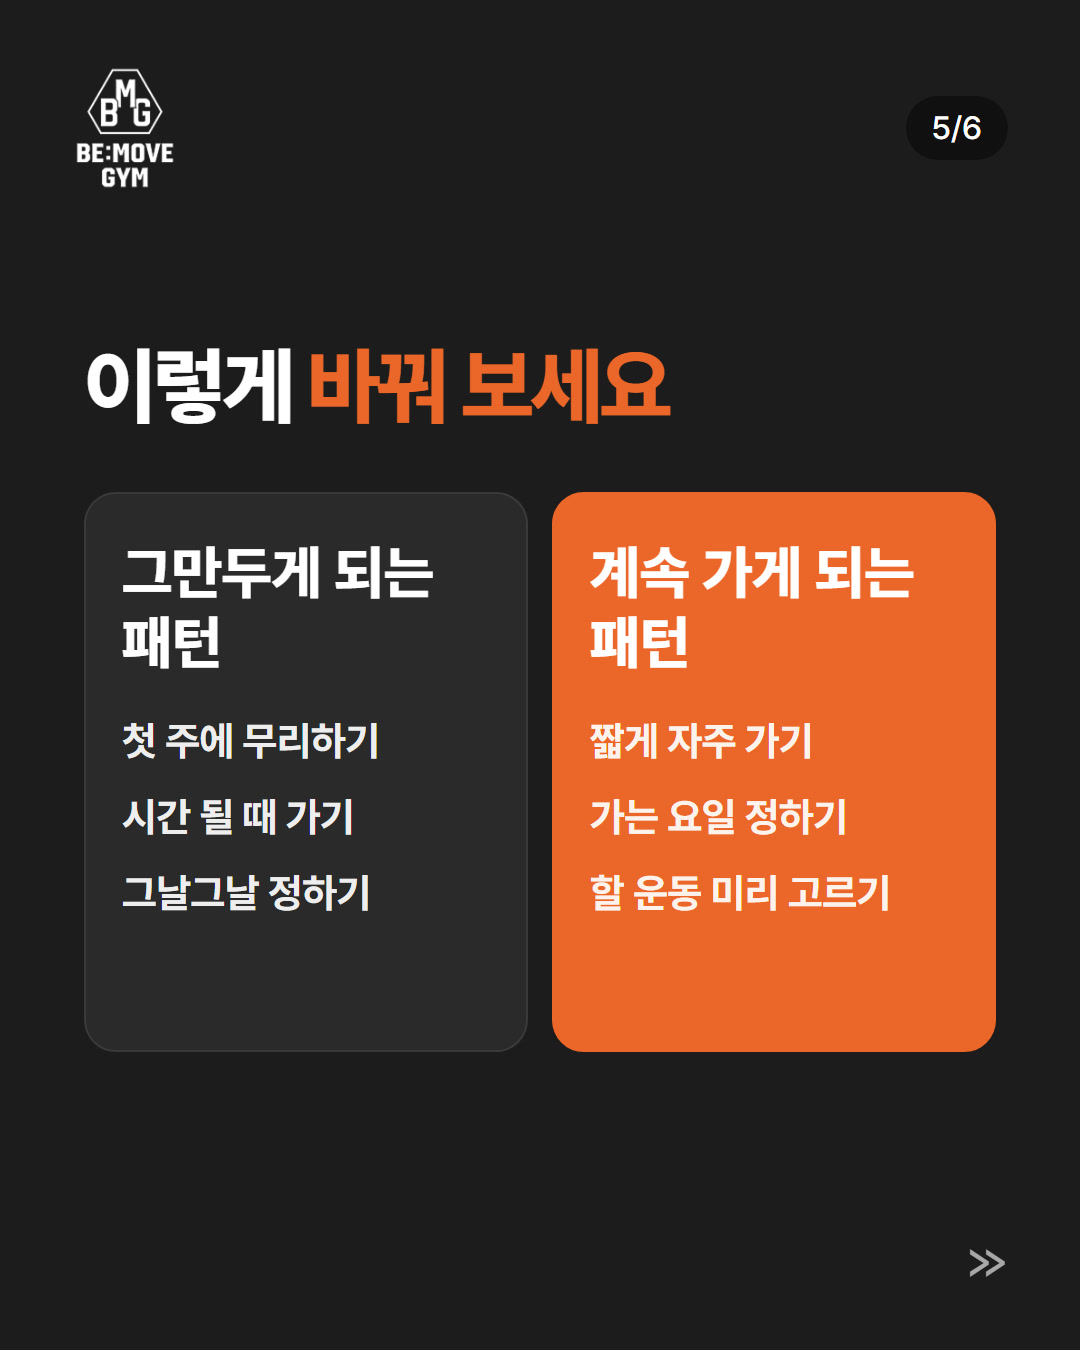 BMG
BE:MOVE
GYM
5/6
이렇게 바꿔 보세요
그만두게 되는
패턴
첫 주에 무리하기
시간 될 때 가기
그날그날 정하기
계속 가게 되는
패턴
짧게 자주 가기
가는 요일 정하기
할 운동 미리 고르기